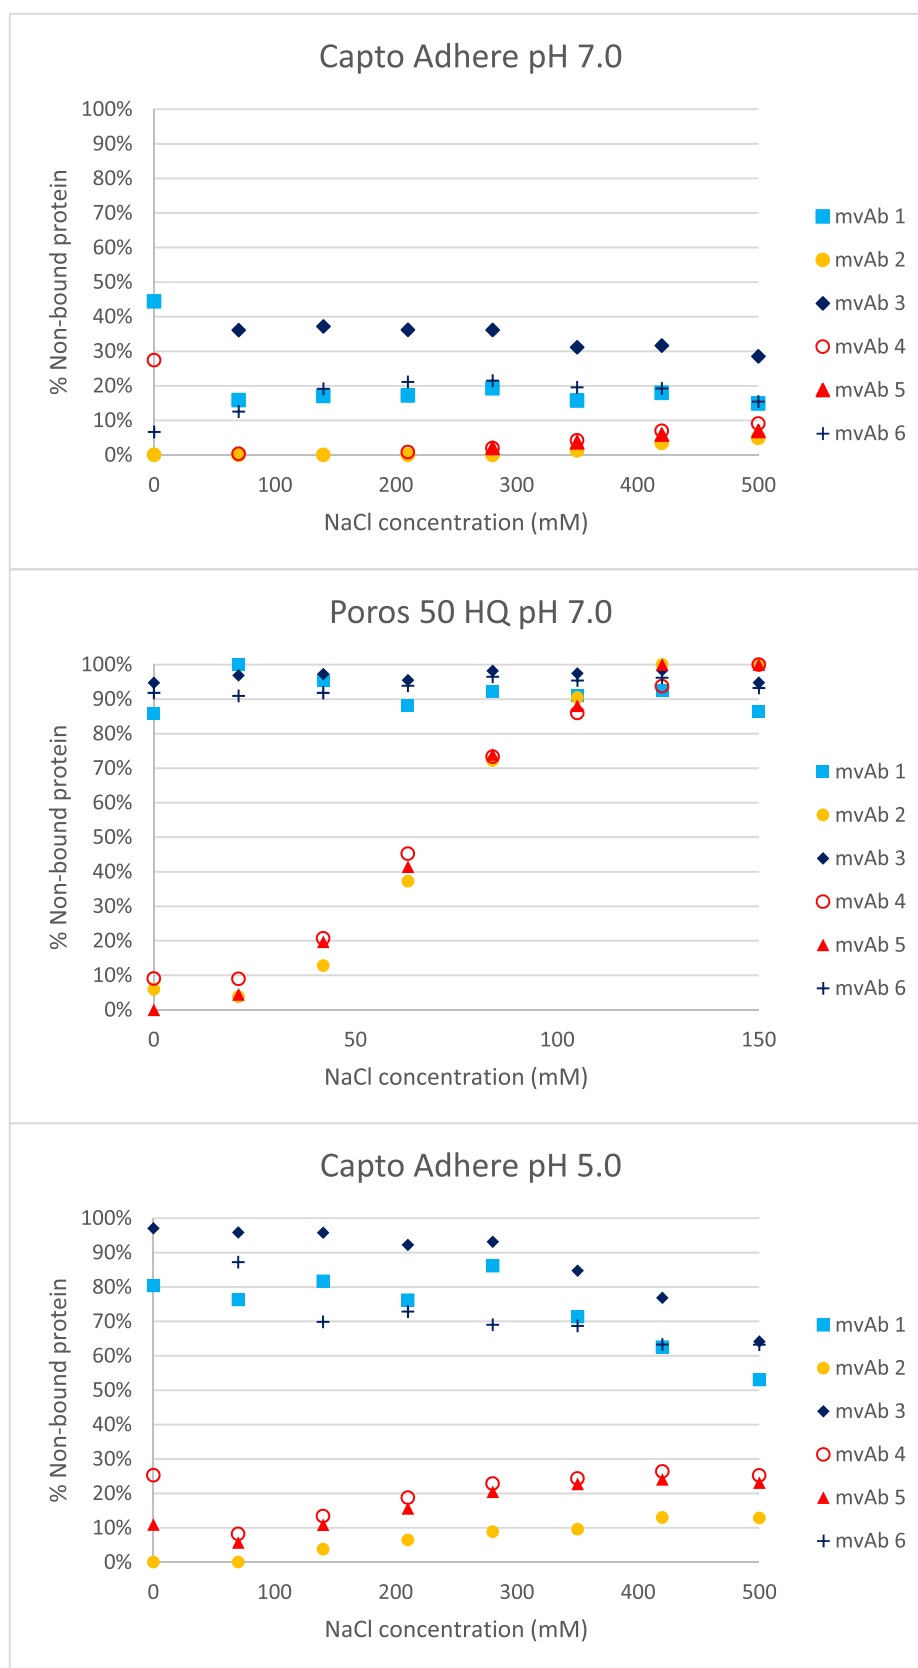 Capto Adhere pH 7.0
100%
90%
80%
70%
60%
50%
40%
30%
20%
10%
0%
% Non-bound protein
0 100 200 300 400 500
NaCl concentration (mM)
mvAb 1
mvAb 2
mvAb 3
mvAb 4
mvAb 5
mvAb 6
Poros 50 HQ pH 7.0
100%
90%
80%
70%
60%
50%
40%
30%
20%
10%
0%
% Non-bound protein
0 50 100 150
NaCl concentration (mM)
mvAb 1
mvAb 2
mvAb 3
mvAb 4
mvAb 5
mvAb 6
Capto Adhere pH 5.0
100%
90%
80%
70%
60%
50%
40%
30%
20%
10%
0%
% Non-bound protein
0 100 200 300 400 500
NaCl concentration (mM)
mvAb 1
mvAb 2
mvAb 3
mvAb 4
mvAb 5
mvAb 6